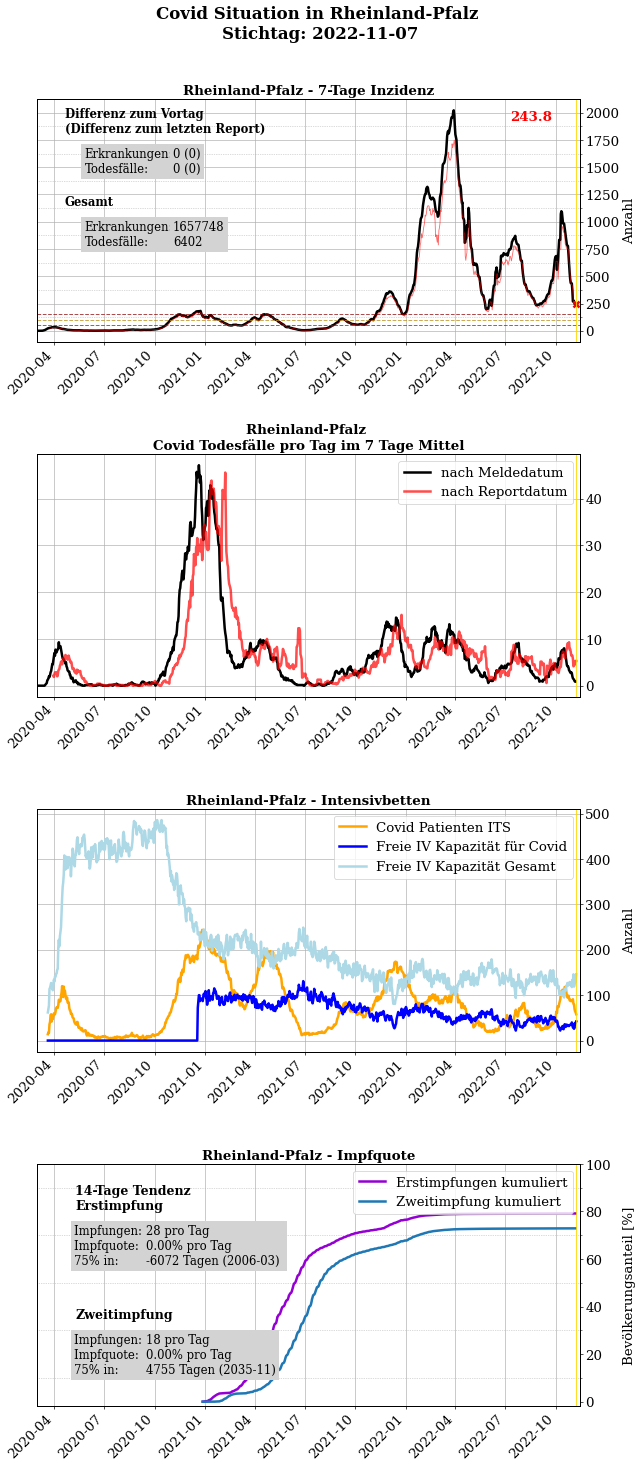 Covid Situation in Rheinland-Pfalz
Stichtag: 2022-11-07
Rheinland-Pfalz - 7-Tage Inzidenz
Differenz zum Vortag
(Differenz zum letzten Report)
Erkrankungen 0 (0)
Todesfälle: 0 (0)
Gesamt
Erkrankungen 1657748
Todesfälle: 6402
243.8
2000
1750
1500
1250
1000
750
500
250
0
Anzahl
2020-04
2020-07
2020-10
2021-01
2021-04
2021-07
2021-10
2022-01
2022-04
2022-07
2022-10
Rheinland-Pfalz
Covid Todesfälle pro Tag im 7 Tage Mittel
nach Meldedatum
nach Reportdatum
40
30
20
10
0
2020-04
2020-07
2020-10
2021-01
2021-04
2021-07
2021-10
2022-01
2022-04
2022-07
2022-10
Rheinland-Pfalz - Intensivbetten
Covid Patienten ITS
Freie IV Kapazität für Covid
Freie IV Kapazität Gesamt
500
400
300
200
100
0
Anzahl
2020-04
2020-07
2020-10
2021-01
2021-04
2021-07
2021-10
2022-01
2022-04
2022-07
2022-10
Rheinland-Pfalz - Impfquote
14-Tage Tendenz
Erstimpfung
Impfungen: 28 pro Tag
Impfquote: 0.00% pro Tag
75% in: -6072 Tagen (2006-03)
Zweitimpfung
Impfungen: 18 pro Tag
Impfquote: 0.00% pro Tag
75% in: 4755 Tagen (2035-11)
Erstimpfungen kumuliert
Zweitimpfung kumuliert
100
80
60
40
20
0
Bevölkerungsanteil [%]
2020-04
2020-07
2020-10
2021-01
2021-04
2021-07
2021-10
2022-01
2022-04
2022-07
2022-10